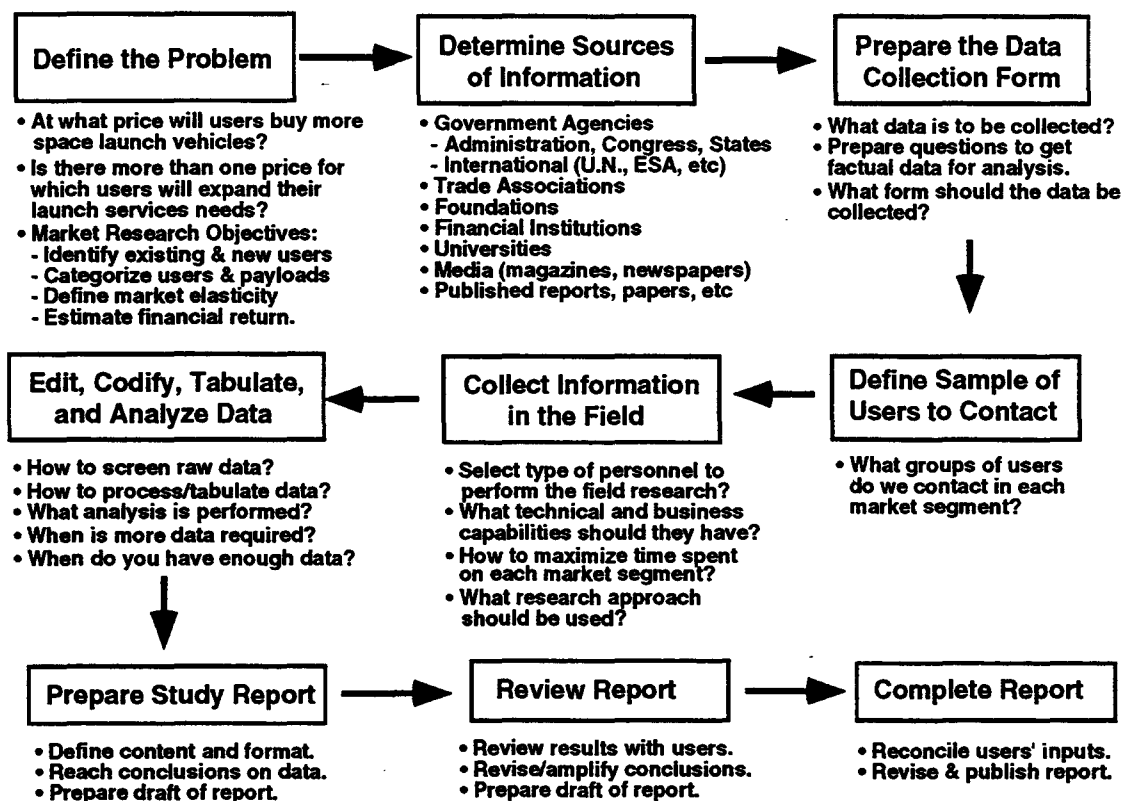 Define the Problem
• At what price will users buy more
space launch vehicles?
• Is there more than one price for
which users will expand their
launch services needs?
• Market Research Objectives:
- Identify existing & new users
- Categorize users & payloads
- Define market elasticity
- Estimate financial return.
Determine Sources
of Information
• Government Agencies
- Administration, Congress, States
- International (U.N., ESA, etc)
• Trade Associations
• Foundations
• Financial Institutions
• Universities
• Media (magazines, newspapers)
• Published reports, papers, etc
Prepare the Data
Collection Form
• What data is to be collected?
• Prepare questions to get
factual data for analysis.
• What form should the data be
collected?
Define Sample of
Users to Contact
• What groups of users
do we contact in each
market segment?
Collect Information
in the Field
• Select type of personnel to
perform the field research?
• What technical and business
capabilities should they have?
• How to maximize time spent
on each market segment?
• What research approach
should be used?
Edit, Codify, Tabulate,
and Analyze Data
• How to screen raw data?
• How to process/tabulate data?
• What analysis is performed?
• When is more data required?
• When do you have enough data?
Prepare Study Report
• Define content and format.
• Reach conclusions on data.
• Prepare draft of report.
Review Report
• Review results with users.
• Revise/amplify conclusions.
• Prepare draft of report.
Complete Report
• Reconcile users' inputs.
• Revise & publish report.